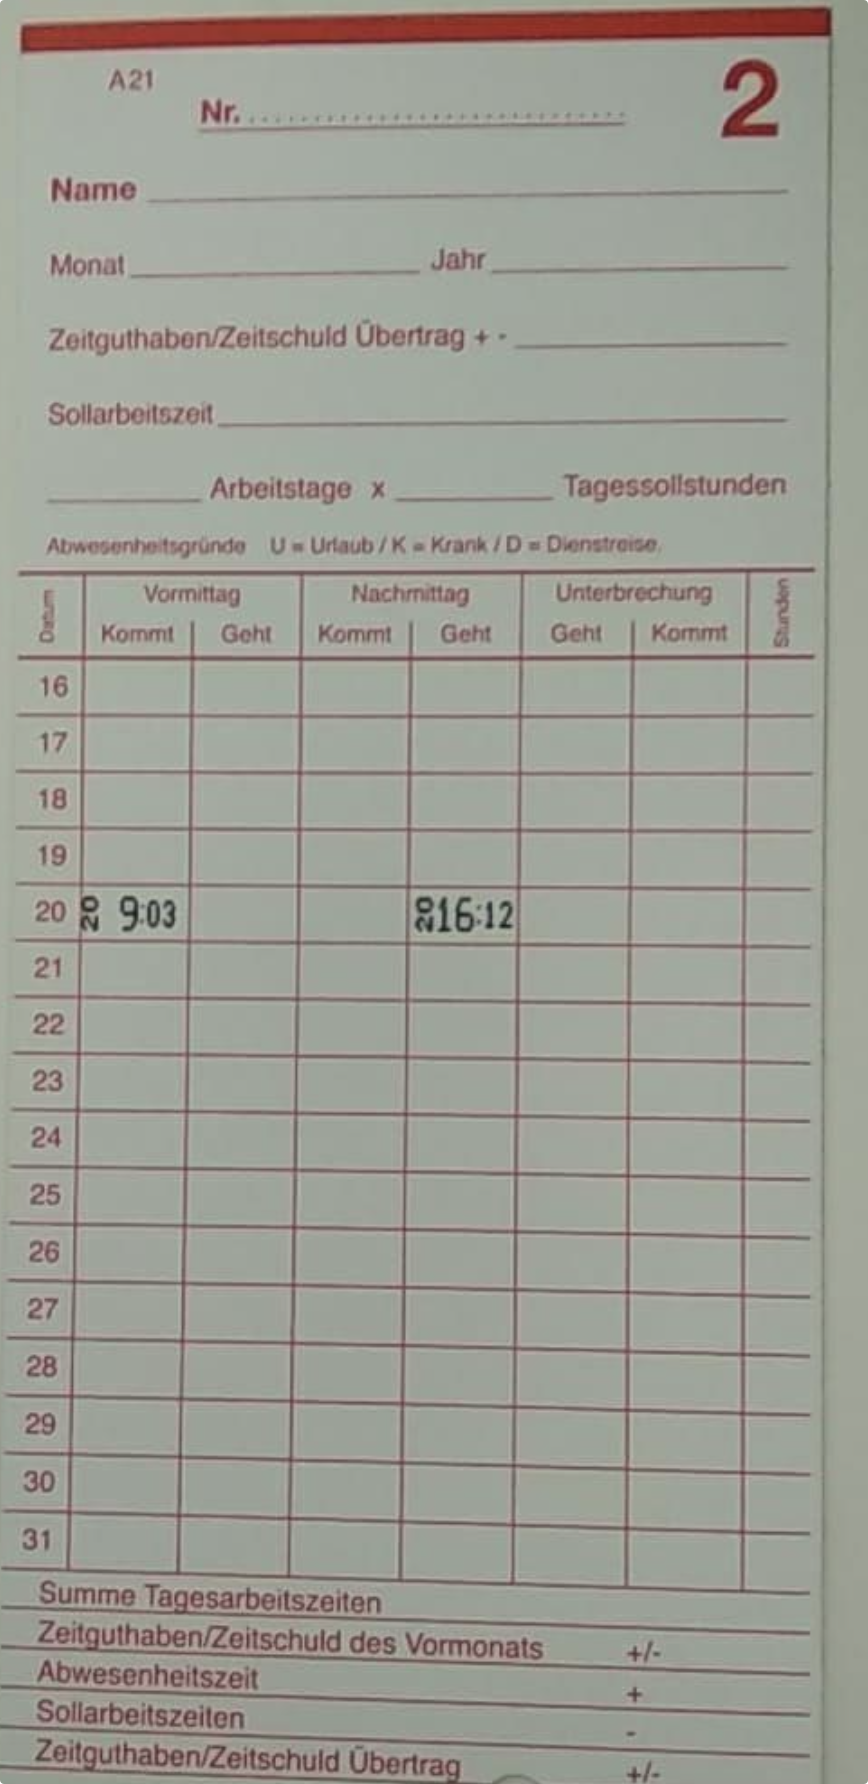 A21
Nr. 2
Name
Monat Jahr
Zeitguthaben/Zeitschuld Übertrag + -
Sollarbeitszeit
Arbeitstage x Tagessollstunden
Abwesenheitsgründe U = Urlaub / K = Krank / D = Dienstreise.
Datum Vormittag Nachmittag Unterbrechung Stunden
Kommt Geht Kommt Geht Geht Kommt
16
17
18
19
20 20 9:03 20 16:12
21
22
23
24
25
26
27
28
29
30
31
Summe Tagesarbeitszeiten
Zeitguthaben/Zeitschuld des Vormonats +/-
Abwesenheitszeit +
Sollarbeitszeiten -
Zeitguthaben/Zeitschuld Übertrag +/-